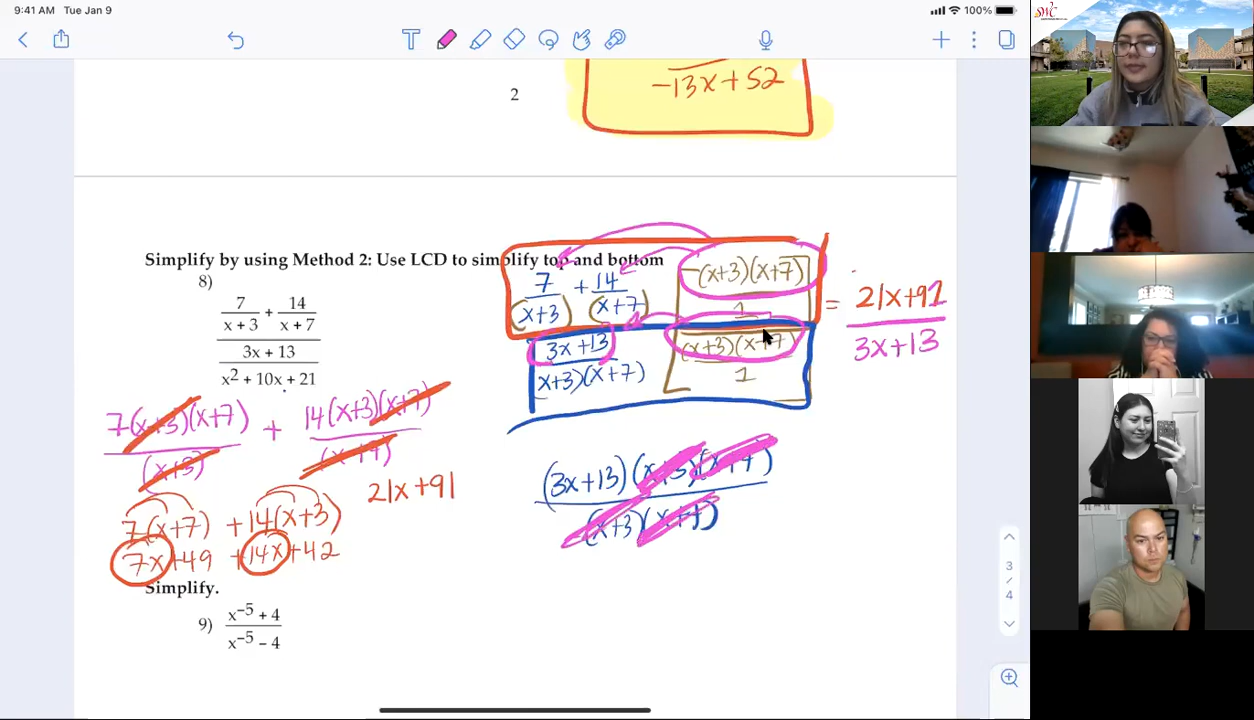 9:41 AM Tue Jan 9
100%
2
-13x + 52
Simplify by using Method 2: Use LCD to simplify top and bottom
8)
7 14
x + 3 + x + 7
3x + 13
x² + 10x + 21
7 + 14 (x+3)(x+7)
(x+3) (x+7) 1
= 21x+91
3x+13
3x+13 (x+3)(x+7)
x+3)(x+7) 1
7(x+3)(x+7) + 14(x+3)(x+7)
(x+3) (x+7)
21x+91
7(x+7) +14(x+3)
7x+49 +14x+42
(3x+13)(x+3)(x+7)
(x+3)(x+7)
Simplify.
9) x⁻⁵ + 4
x⁻⁵ – 4
3
/
4
SWC